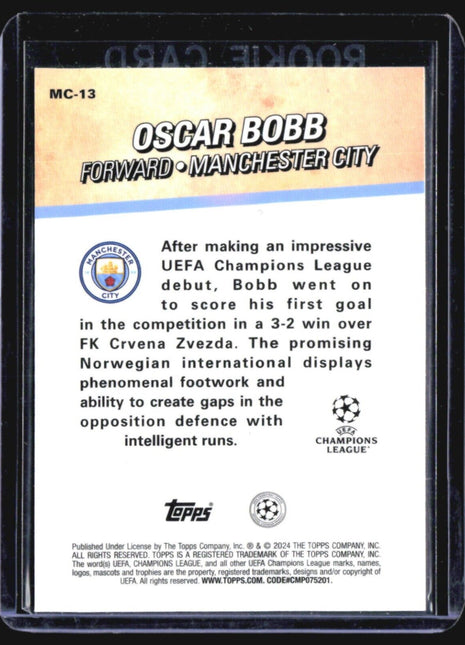 ROOKIE CARD
MC-13
OSCAR BOBB
FORWARD • MANCHESTER CITY
MANCHESTER
CITY
After making an impressive
UEFA Champions League
debut, Bobb went on
to score his first goal
in the competition in a 3-2 win over
FK Crvena Zvezda. The promising
Norwegian international displays
phenomenal footwork and
ability to create gaps in the
opposition defence with
intelligent runs.
UEFA
CHAMPIONS
LEAGUE
Topps
Published Under License by The Topps Company, Inc. ® & © 2024 THE TOPPS COMPANY, INC.
ALL RIGHTS RESERVED. TOPPS IS A REGISTERED TRADEMARK OF THE TOPPS COMPANY, INC.
The word(s) UEFA, CHAMPIONS LEAGUE, and all other UEFA Champions League marks, names,
logos, mascots and trophies are the property, registered trademarks, designs and/or copyright of
UEFA. All rights reserved. WWW.TOPPS.COM. CODE#CMP075201.